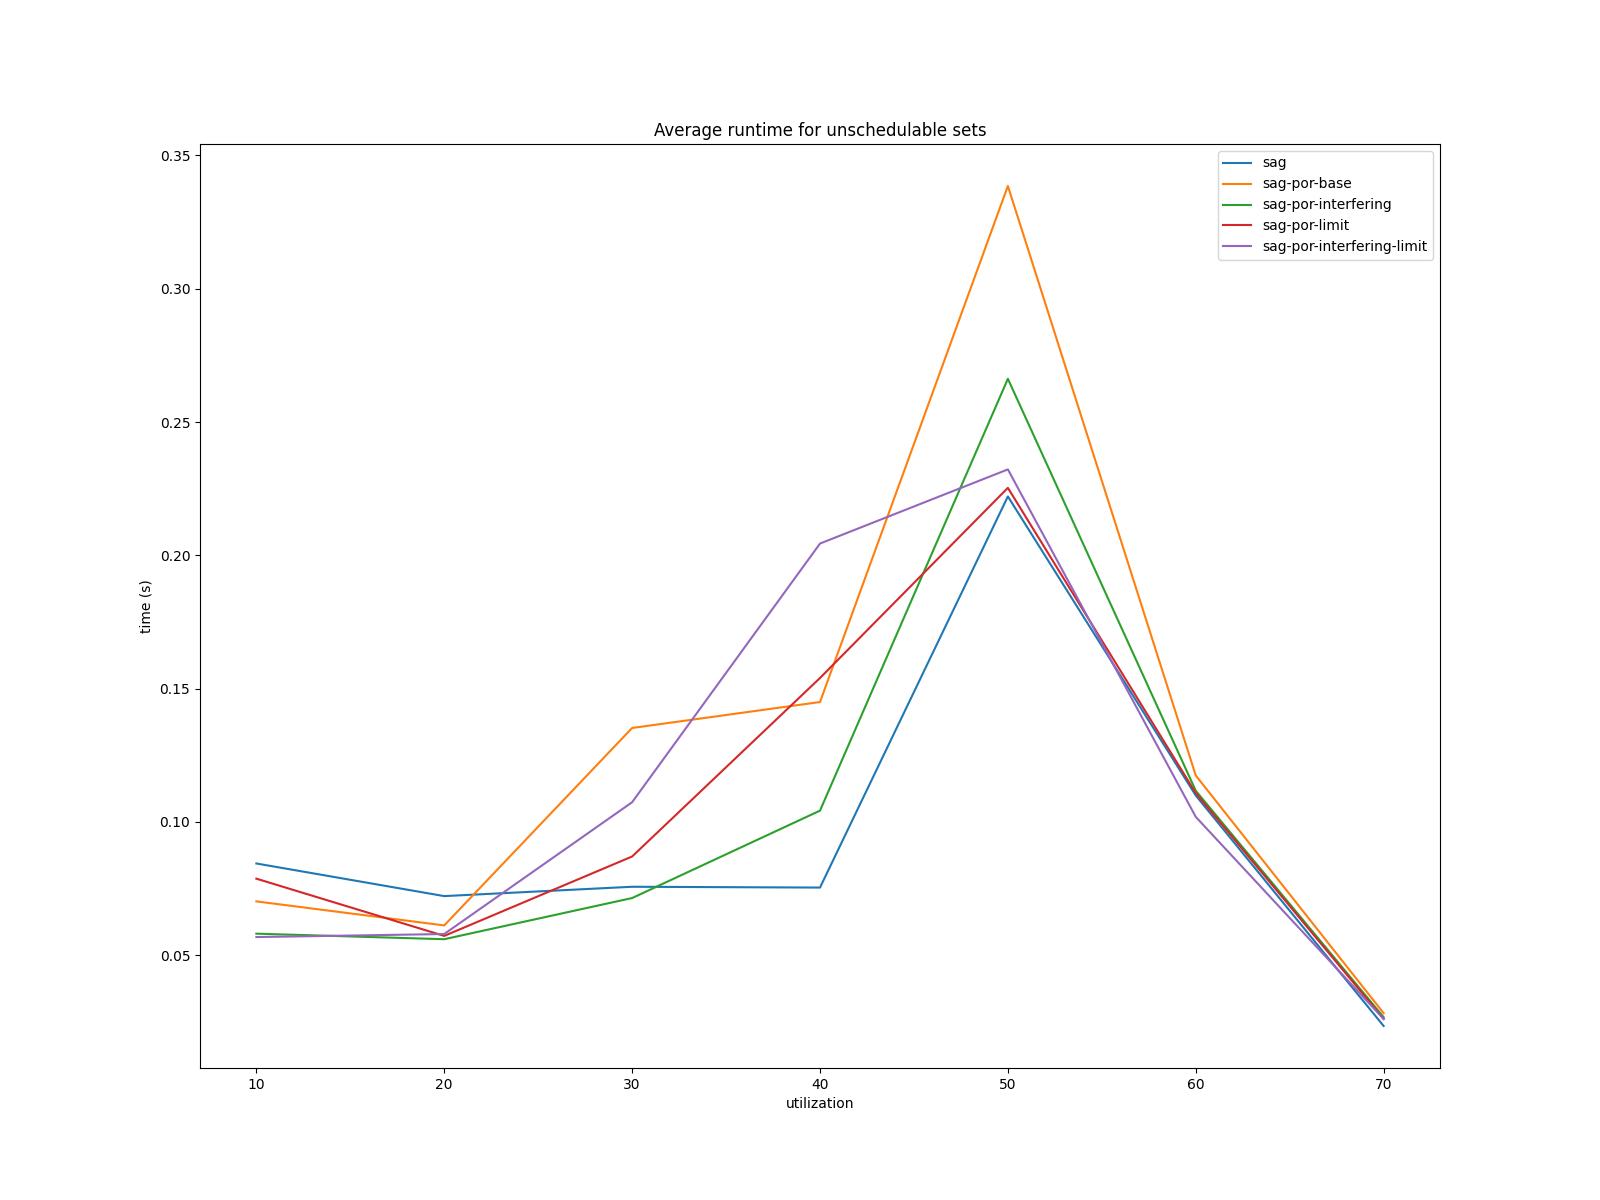 Average runtime for unschedulable sets
sag
sag-por-base
sag-por-interfering
sag-por-limit
sag-por-interfering-limit
0.35
0.30
0.25
0.20
0.15
0.10
0.05
time (s)
10 20 30 40 50 60 70
utilization